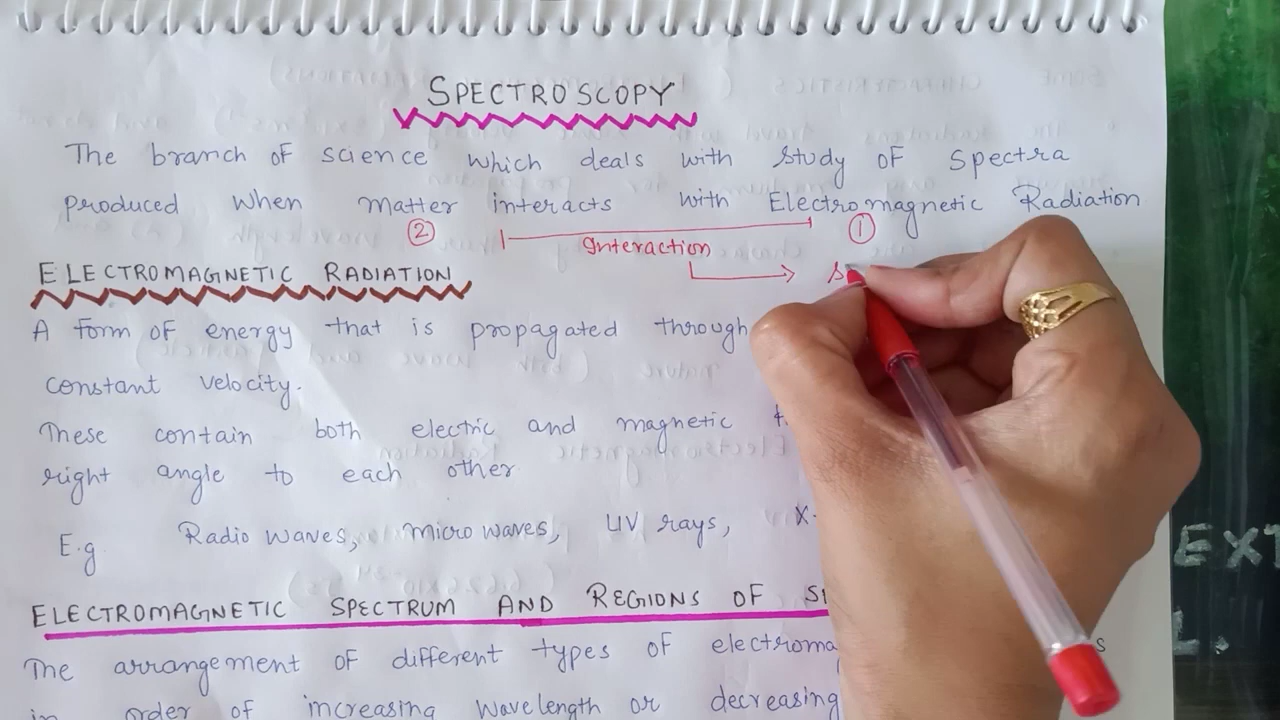 SPECTROSCOPY
The branch of science which deals with study of Spectra
produced when matter interacts with Electromagnetic Radiation
② Interaction ①
ELECTROMAGNETIC RADIATION
A form of energy that is propagated through
constant velocity.
These contain both electric and magnetic
right angle to each other
E.g Radio waves, micro waves, UV rays, X-
ELECTROMAGNETIC SPECTRUM AND REGIONS OF
The arrangement of different types of
in order of increasing wavelength or decreasing
EXT
L.